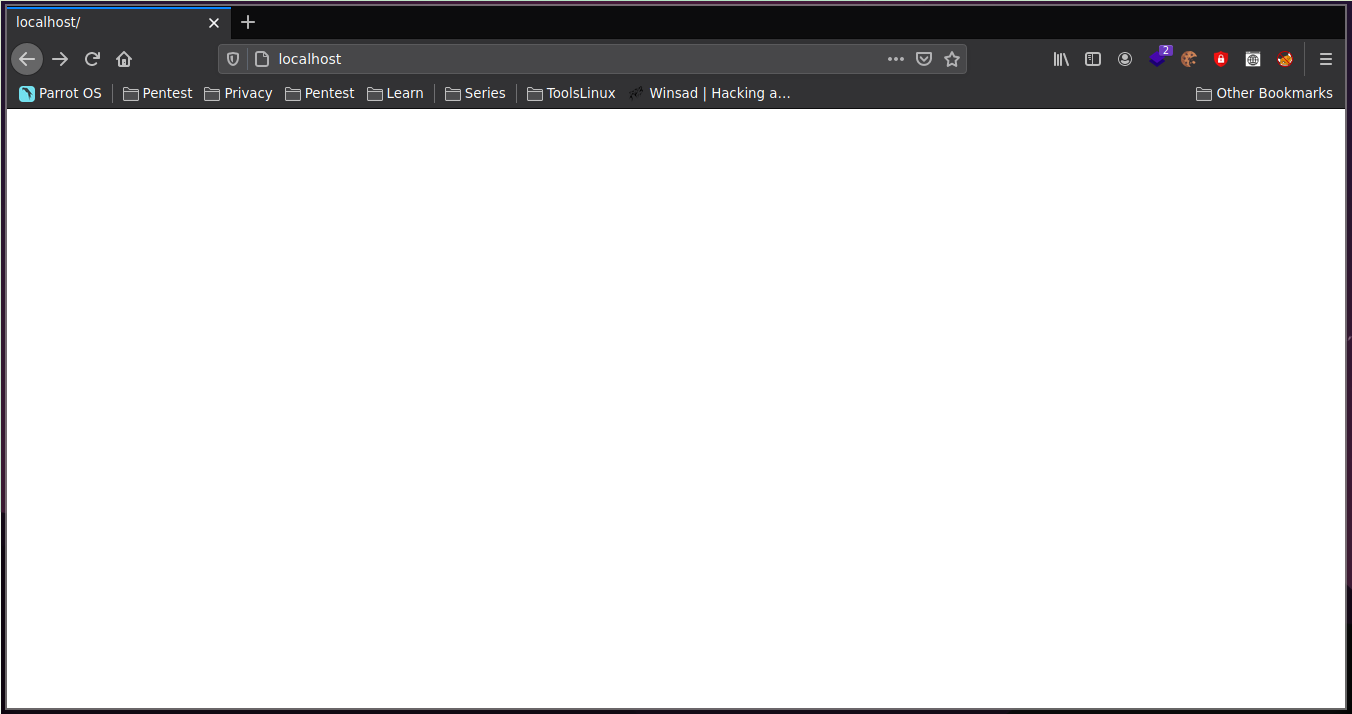 localhost/
localhost
2
Parrot OS Pentest Privacy Pentest Learn Series ToolsLinux Winsad | Hacking a... Other Bookmarks